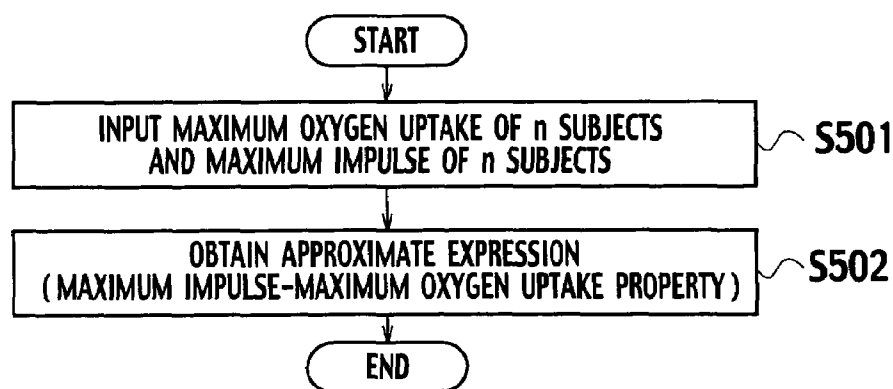 START
INPUT MAXIMUM OXYGEN UPTAKE OF n SUBJECTS
AND MAXIMUM IMPULSE OF n SUBJECTS
S501
OBTAIN APPROXIMATE EXPRESSION
(MAXIMUM IMPULSE-MAXIMUM OXYGEN UPTAKE PROPERTY)
S502
END